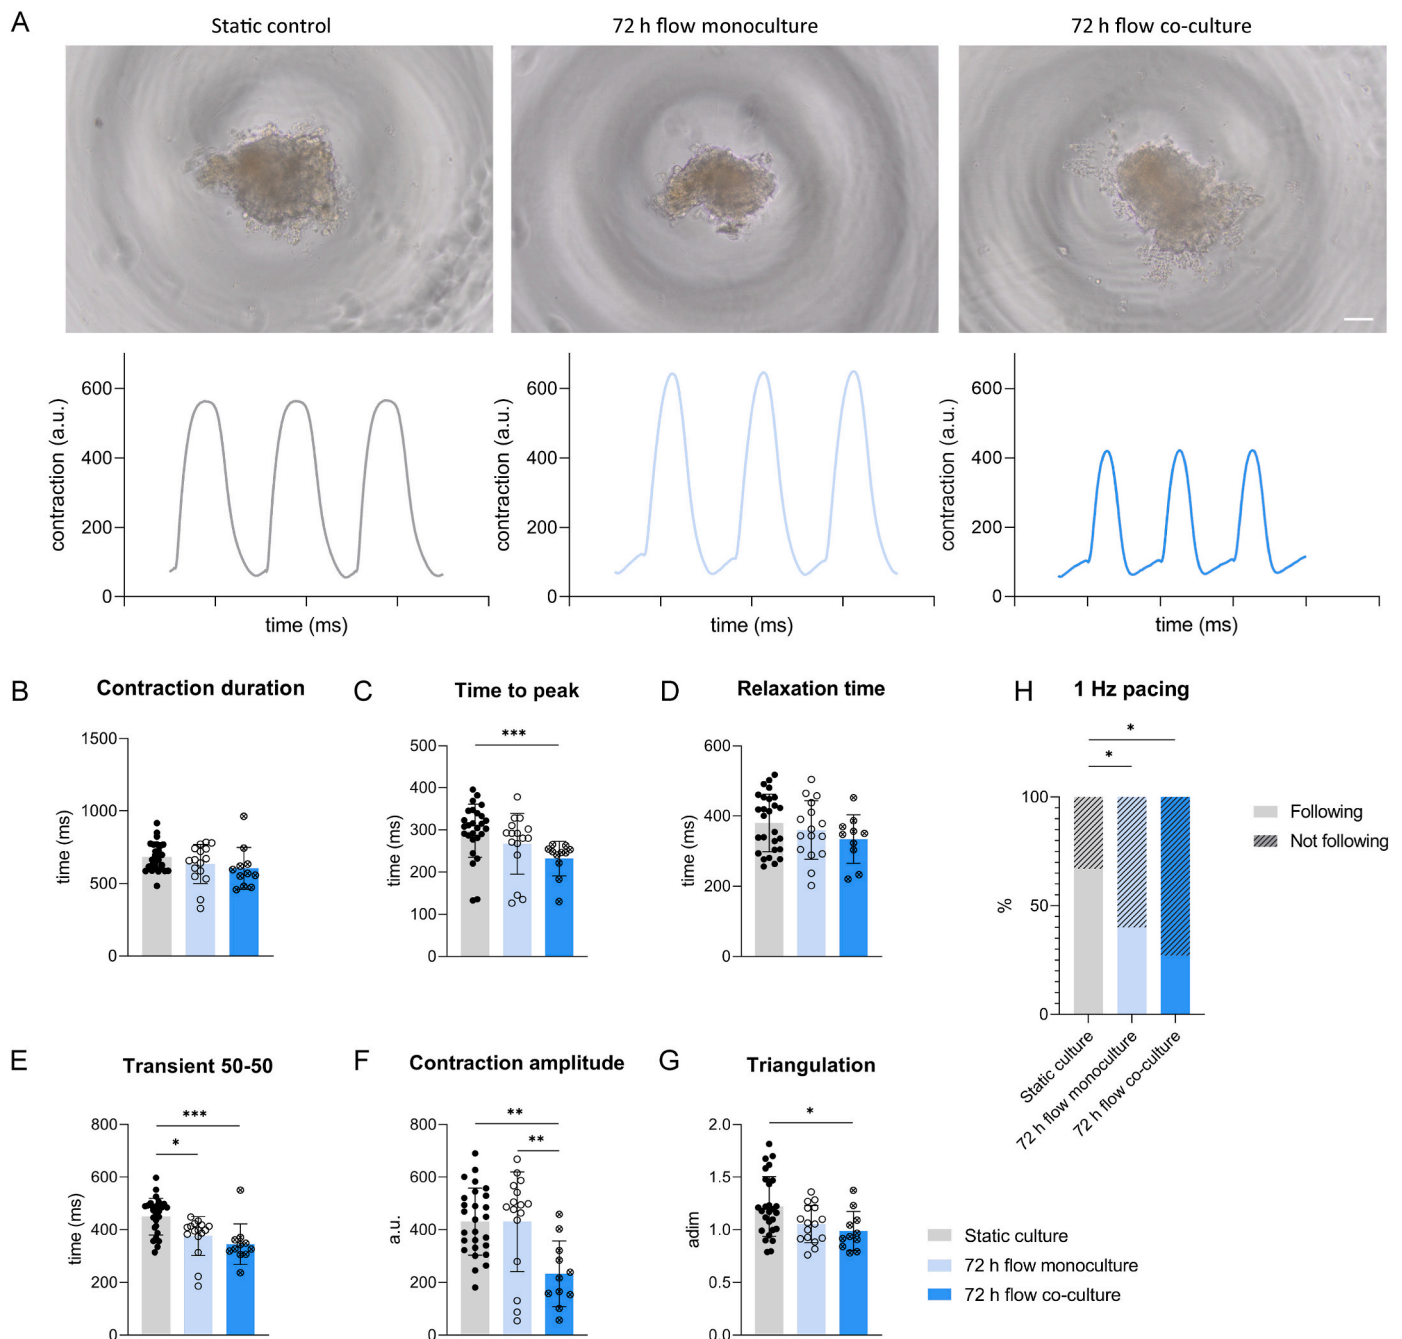 A
Static control
72 h flow monoculture
72 h flow co-culture
contraction (a.u.)
600
400
200
0
time (ms)
contraction (a.u.)
600
400
200
0
time (ms)
contraction (a.u.)
600
400
200
0
time (ms)
B
Contraction duration
time (ms)
1500
1000
500
0
C
Time to peak
***
time (ms)
500
400
300
200
100
0
D
Relaxation time
time (ms)
600
400
200
0
H
1 Hz pacing
*
*
%
100
50
0
Static culture
72 h flow monoculture
72 h flow co-culture
Following
Not following
E
Transient 50-50
***
*
time (ms)
800
600
400
200
0
F
Contraction amplitude
**
**
a.u.
800
600
400
200
0
G
Triangulation
*
adim
2.0
1.5
1.0
0.5
0.0
Static culture
72 h flow monoculture
72 h flow co-culture